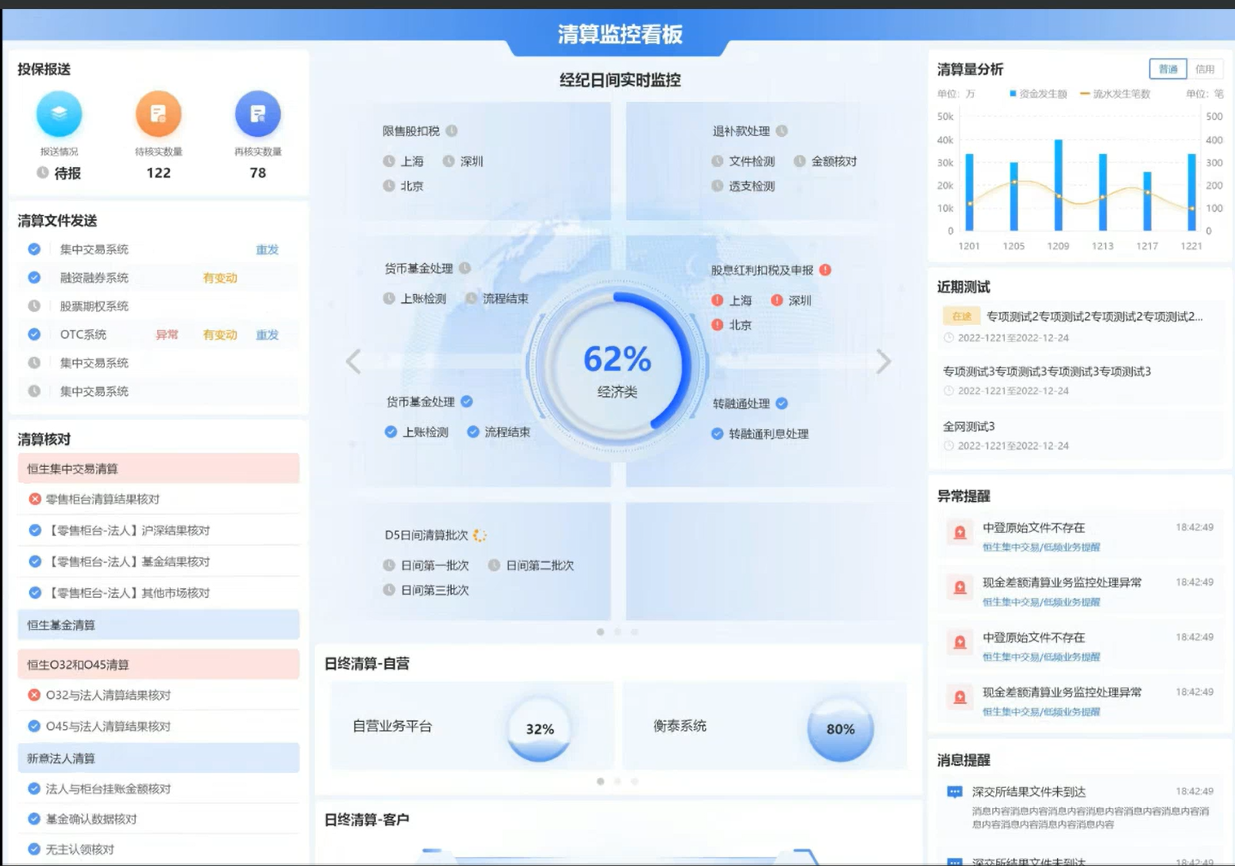 清算监控看板
投保报送
报送情况
待核实数量
再核实数量
待报
122
78
清算文件发送
集中交易系统 重发
融资融券系统 有变动
股票期权系统
OTC系统 异常 有变动 重发
集中交易系统
集中交易系统
清算核对
恒生集中交易清算
零售柜台清算结果核对
【零售柜台-法人】沪深结果核对
【零售柜台-法人】基金结果核对
【零售柜台-法人】其他市场核对
恒生基金清算
恒生O32和O45清算
O32与法人清算结果核对
O45与法人清算结果核对
新意法人清算
法人与柜台挂账金额核对
基金确认数据核对
无主认领核对
经纪日间实时监控
限售股扣税
上海 深圳
北京
退补款处理
文件检测 金额核对
透支检测
货币基金处理
上账检测 流程结束
股息红利扣税及申报
上海 深圳
北京
62%
经济类
货币基金处理
上账检测 流程结束
转融通处理
转融通利息处理
D5日间清算批次
日间第一批次 日间第二批次
日间第三批次
日终清算-自营
自营业务平台 32%
衡泰系统 80%
日终清算-客户
清算量分析
普通 信用
单位：万 资金发生额 流水发生笔数 单位：笔
50k 500
40k 400
30k 300
20k 200
10k 100
0 0
1201 1205 1209 1213 1217 1221
近期测试
在途 专项测试2专项测试2专项测试2专项测试2...
2022-1221至2022-12-24
专项测试3专项测试3专项测试3专项测试3
2022-1221至2022-12-24
全网测试3
2022-1221至2022-12-24
异常提醒
中登原始文件不存在 18:42:49
恒生集中交易/低频业务提醒
现金差额清算业务监控处理异常 18:42:49
恒生集中交易/低频业务提醒
中登原始文件不存在 18:42:49
恒生集中交易/低频业务提醒
现金差额清算业务监控处理异常 18:42:49
恒生集中交易/低频业务提醒
消息提醒
深交所结果文件未到达 18:42:49
消息内容消息内容消息内容消息内容消息内容消息内容消
息内容消息内容消息内容消息内容
深交所结果文件未到达 18:42:49